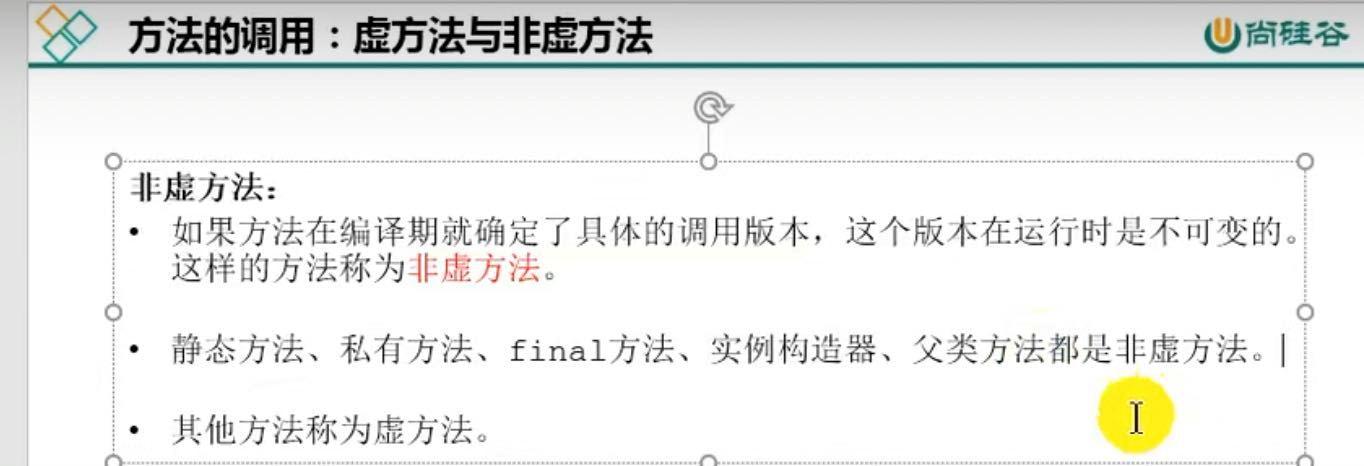 方法的调用：虚方法与非虚方法
尚硅谷
非虚方法：
• 如果方法在编译期就确定了具体的调用版本，这个版本在运行时是不可变的。
这样的方法称为非虚方法。
• 静态方法、私有方法、final方法、实例构造器、父类方法都是非虚方法。
• 其他方法称为虚方法。